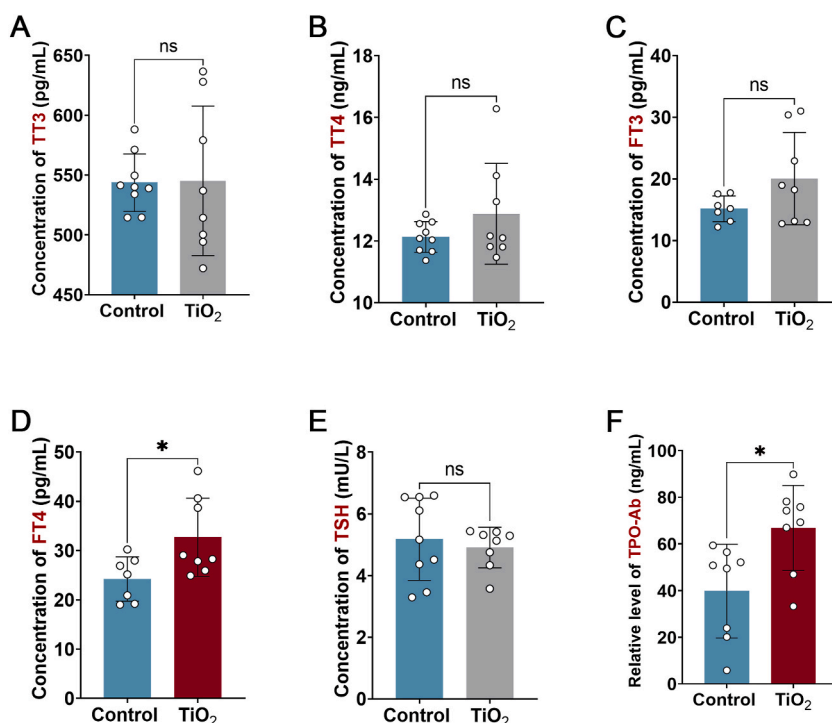 A
Concentration of TT3 (pg/mL)
650
600
550
500
450
ns
Control
TiO₂
B
Concentration of TT4 (ng/mL)
18
16
14
12
10
ns
Control
TiO₂
C
Concentration of FT3 (pg/mL)
40
30
20
10
0
ns
Control
TiO₂
D
Concentration of FT4 (pg/mL)
50
40
30
20
10
0
*
Control
TiO₂
E
Concentration of TSH (mU/L)
8
6
4
2
0
ns
Control
TiO₂
F
Relative level of TPO-Ab (ng/mL)
100
80
60
40
20
0
*
Control
TiO₂